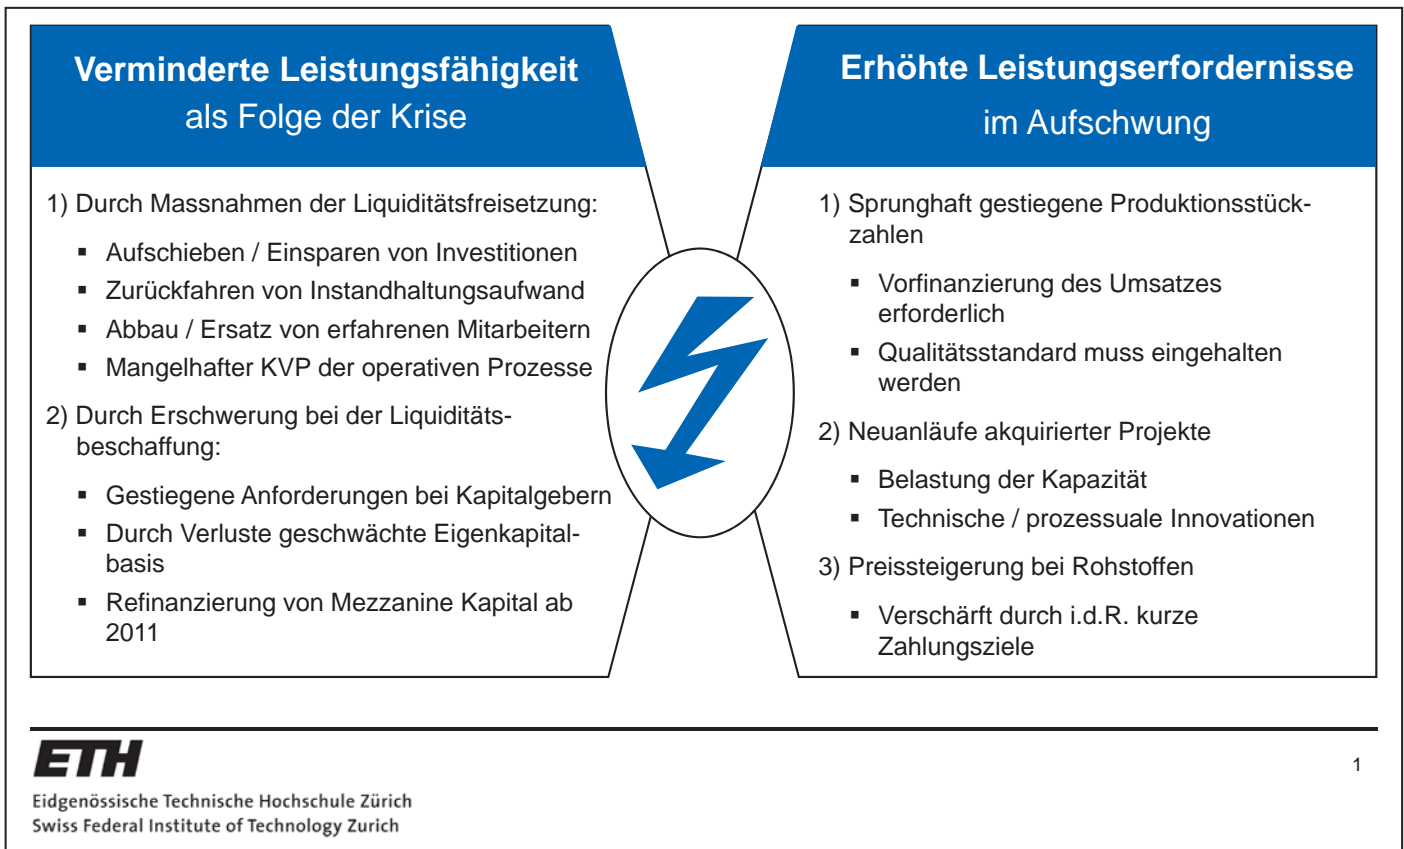 Verminderte Leistungsfähigkeit
als Folge der Krise
1) Durch Massnahmen der Liquiditätsfreisetzung:
▪ Aufschieben / Einsparen von Investitionen
▪ Zurückfahren von Instandhaltungsaufwand
▪ Abbau / Ersatz von erfahrenen Mitarbeitern
▪ Mangelhafter KVP der operativen Prozesse
2) Durch Erschwerung bei der Liquiditäts-
beschaffung:
▪ Gestiegene Anforderungen bei Kapitalgebern
▪ Durch Verluste geschwächte Eigenkapital-
basis
▪ Refinanzierung von Mezzanine Kapital ab
2011
Erhöhte Leistungserfordernisse
im Aufschwung
1) Sprunghaft gestiegene Produktionsstück-
zahlen
▪ Vorfinanzierung des Umsatzes
erforderlich
▪ Qualitätsstandard muss eingehalten
werden
2) Neuanläufe akquirierter Projekte
▪ Belastung der Kapazität
▪ Technische / prozessuale Innovationen
3) Preissteigerung bei Rohstoffen
▪ Verschärft durch i.d.R. kurze
Zahlungsziele
ETH
Eidgenössische Technische Hochschule Zürich
Swiss Federal Institute of Technology Zurich
1